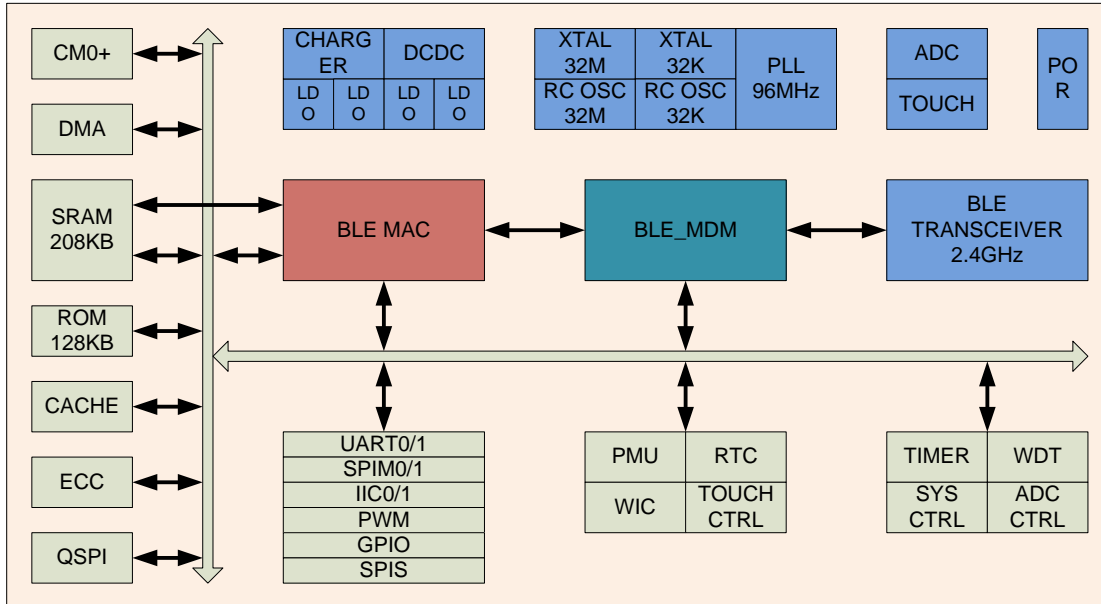 CM0+
DMA
SRAM
208KB
ROM
128KB
CACHE
ECC
QSPI
CHARG
ER
DCDC
LD
O
LD
O
LD
O
LD
O
XTAL
32M
XTAL
32K
RC OSC
32M
RC OSC
32K
PLL
96MHz
ADC
TOUCH
PO
R
BLE MAC
BLE_MDM
BLE
TRANSCEIVER
2.4GHz
UART0/1
SPIM0/1
IIC0/1
PWM
GPIO
SPIS
PMU
RTC
WIC
TOUCH
CTRL
TIMER
WDT
SYS
CTRL
ADC
CTRL